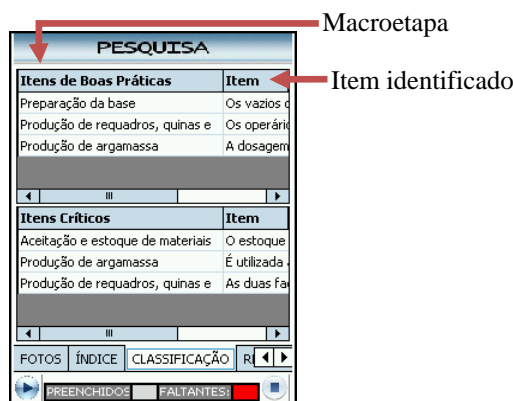 Macroetapa
PESQUISA
Itens de Boas Práticas Item
Item identificado
Preparação da base Os vazios
Produção de requadros, quinas e Os operári
Produção de argamassa A dosagem
Itens Críticos Item
Aceitação e estoque de materiais O estoque
Produção de argamassa É utilizada
Produção de requadros, quinas e As duas
FOTOS ÍNDICE CLASSIFICAÇÃO
PREENCHIDOS FALTANTES: